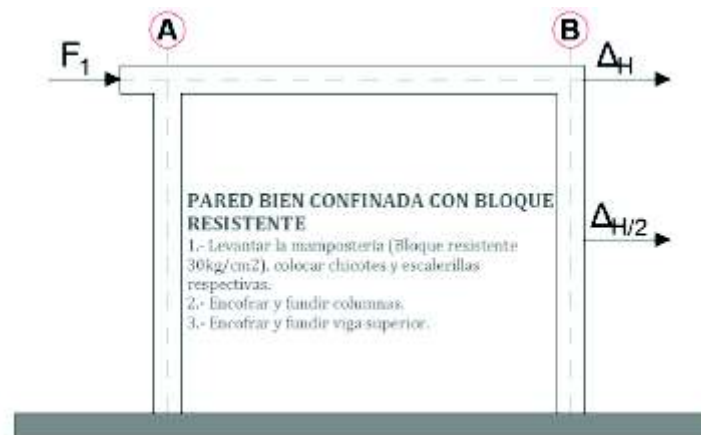 A
B
F1
ΔH
ΔH/2
PARED BIEN CONFINADA CON BLOQUE
RESISTENTE
1.- Levantar la mampostería (Bloque resistente
30kg/cm2), colocar chicotes y escalerillas
respectivas.
2.- Encofrar y fundir columnas.
3.- Encofrar y fundir viga superior.